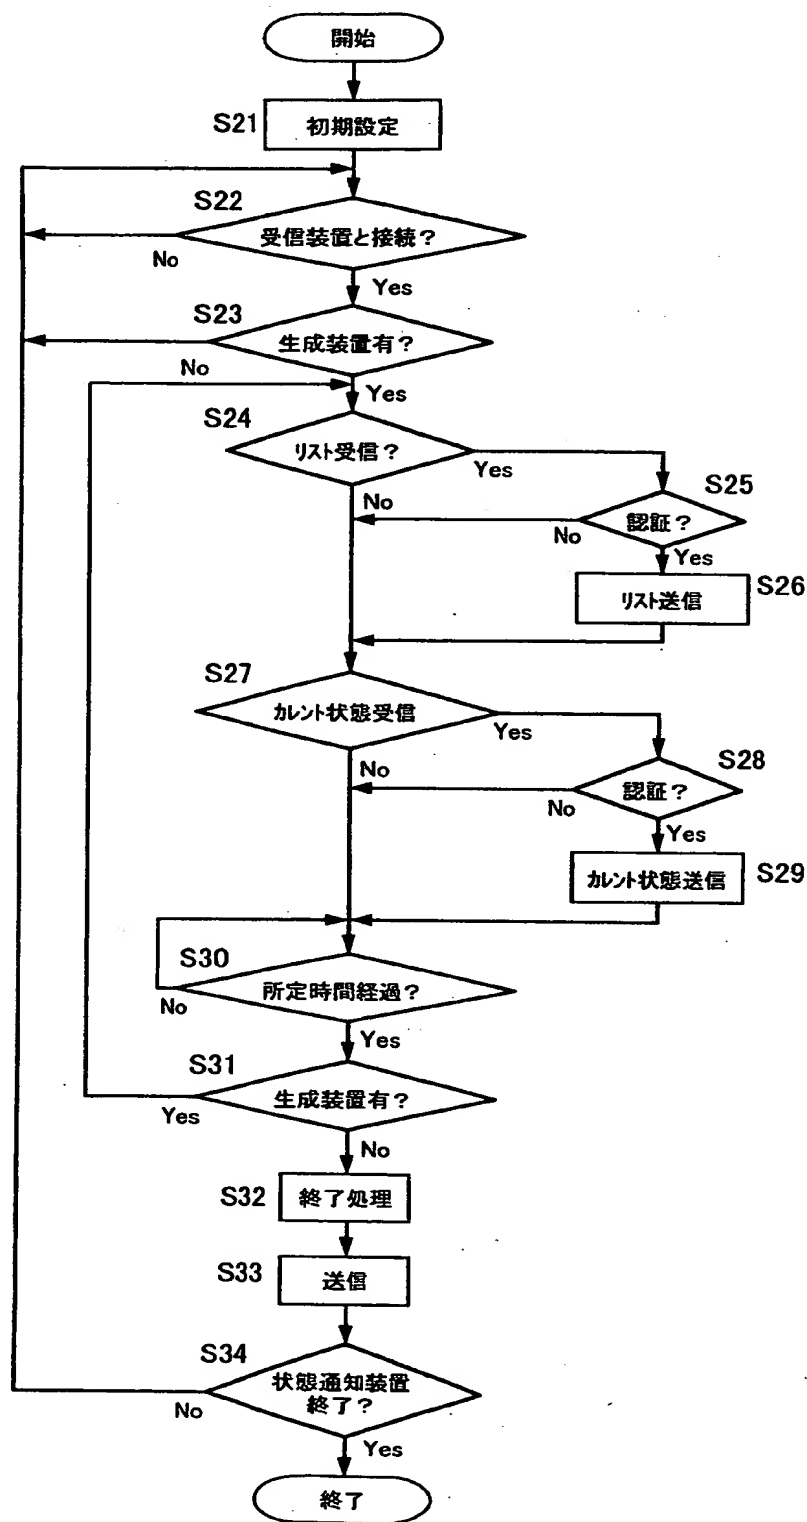 開始
S21
初期設定
S22
受信装置と接続？
No
Yes
S23
生成装置有？
No
Yes
S24
リスト受信？
Yes
No
S25
認証？
No
Yes
S26
リスト送信
S27
カレント状態受信
Yes
No
S28
認証？
No
Yes
S29
カレント状態送信
S30
所定時間経過？
No
Yes
S31
生成装置有？
Yes
No
S32
終了処理
S33
送信
S34
状態通知装置
終了？
No
Yes
終了